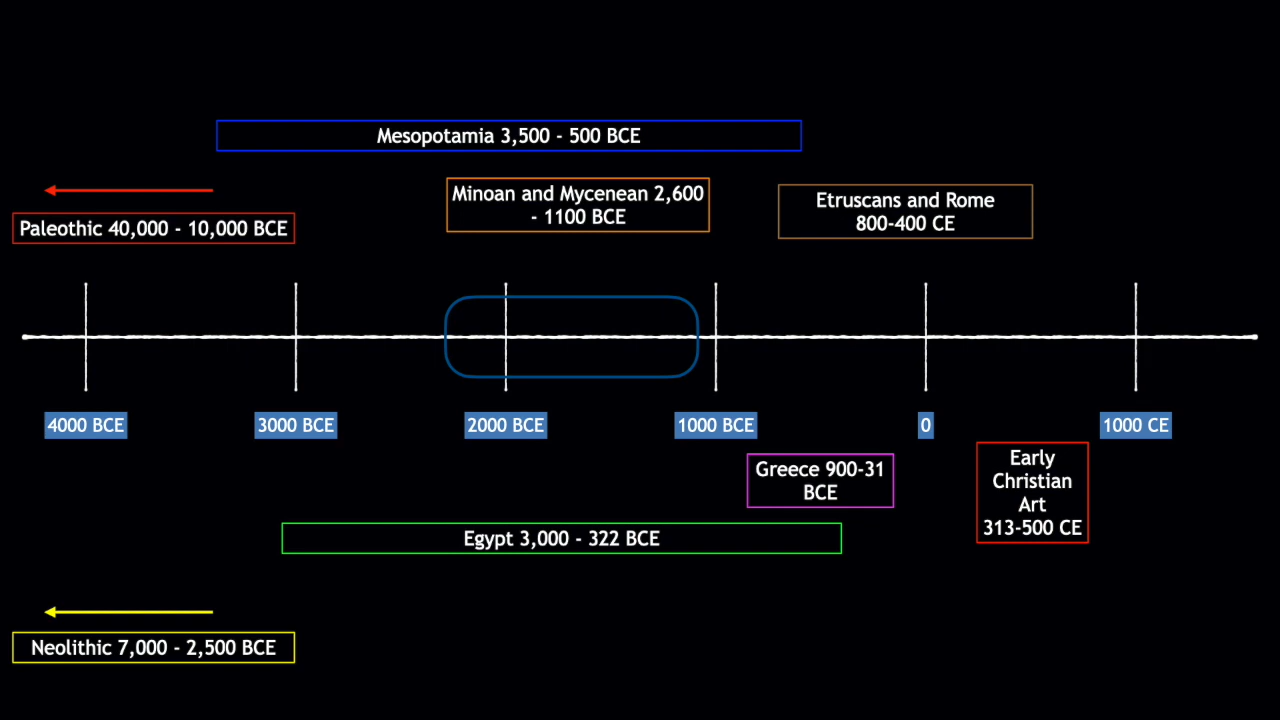 Mesopotamia 3,500 - 500 BCE
Minoan and Mycenean 2,600
- 1100 BCE
Etruscans and Rome
800-400 CE
Paleothic 40,000 - 10,000 BCE
4000 BCE
3000 BCE
2000 BCE
1000 BCE
0
1000 CE
Greece 900-31
BCE
Early
Christian
Art
313-500 CE
Egypt 3,000 - 322 BCE
Neolithic 7,000 - 2,500 BCE